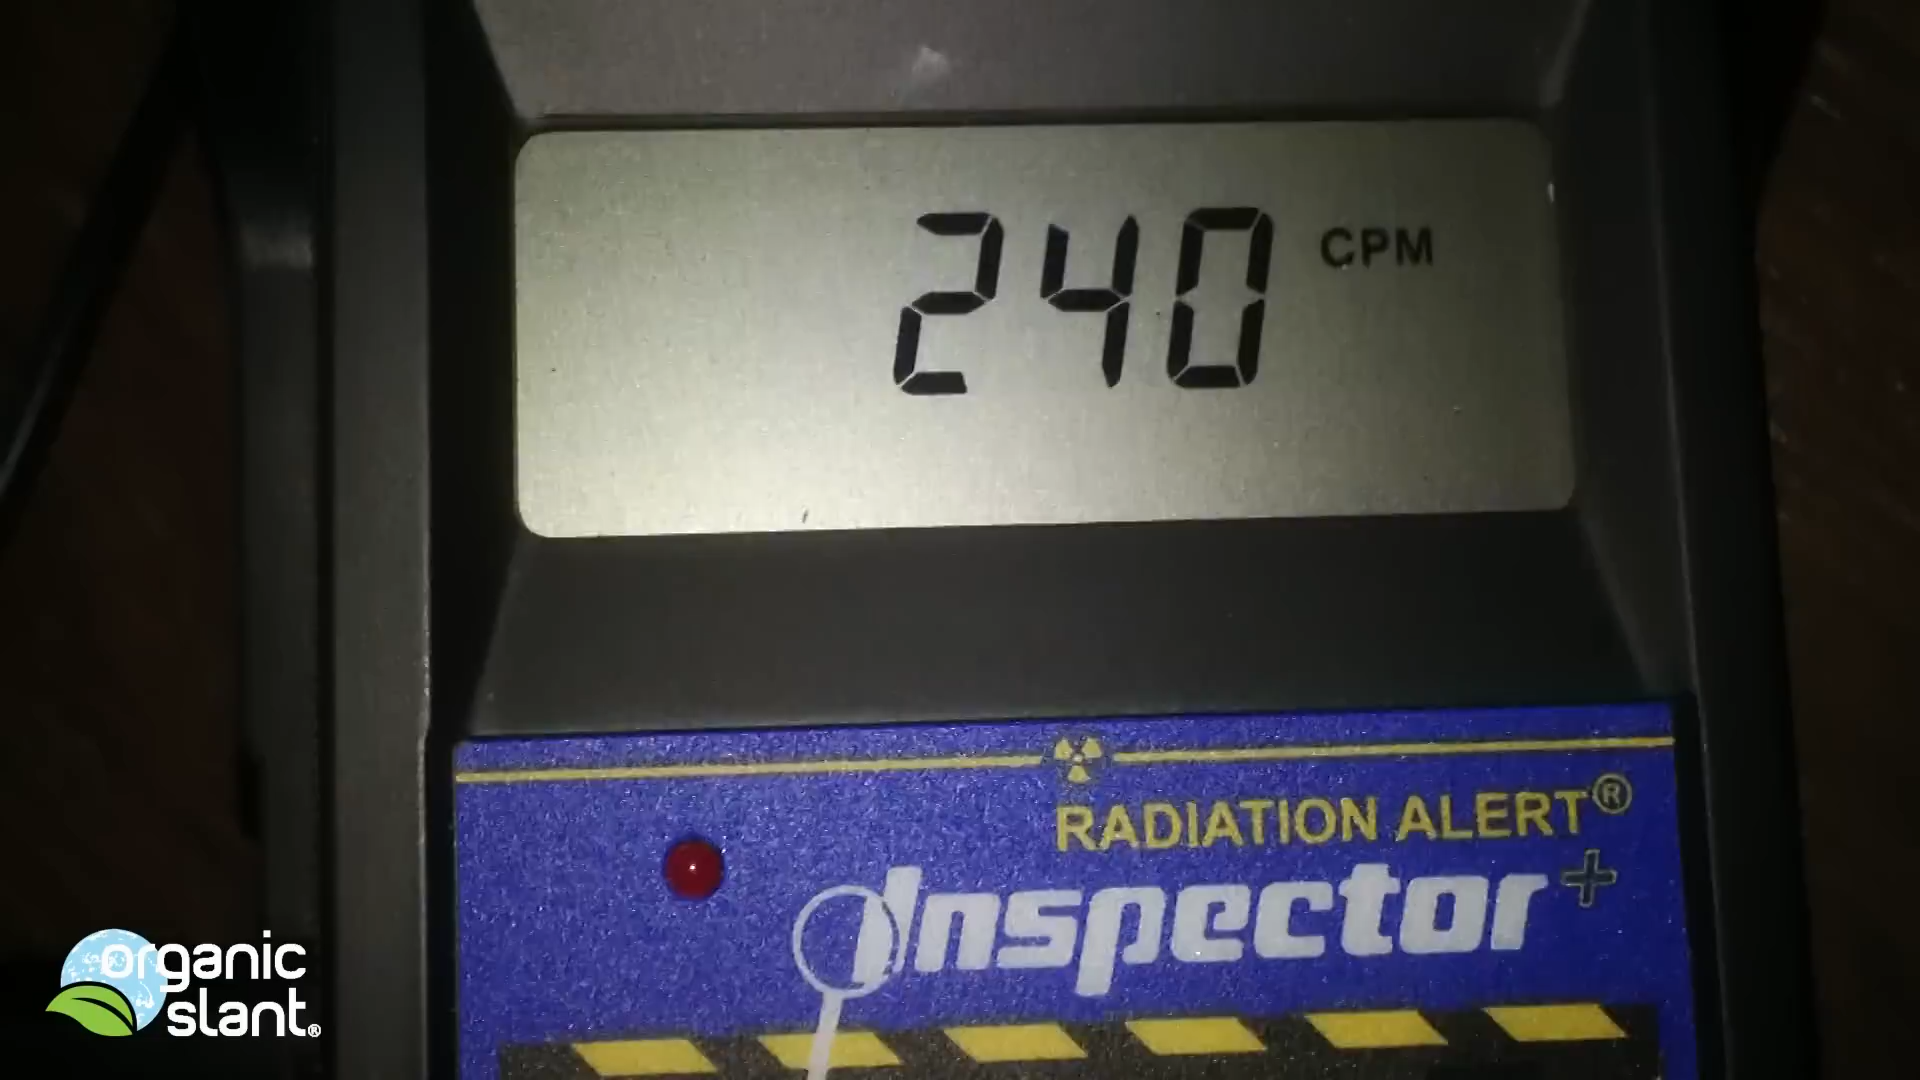 240 CPM
RADIATION ALERT®
Inspector+
organic
slant.®